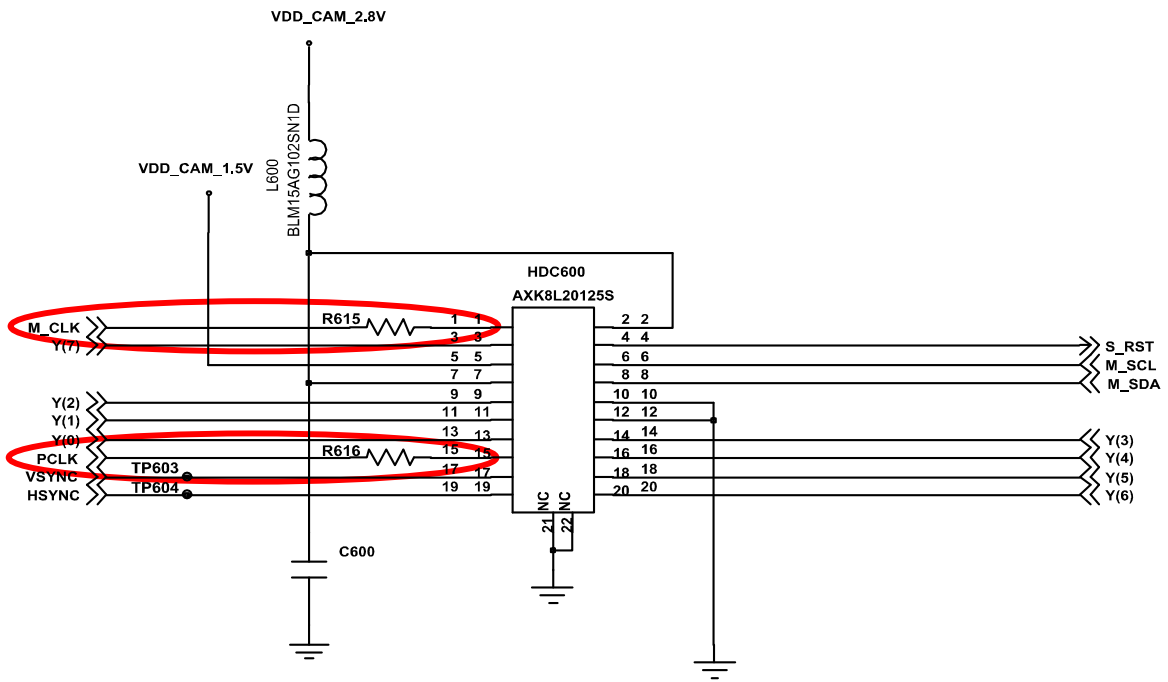 VDD_CAM_2.8V
L600
BLM15AG102SN1D
VDD_CAM_1.5V
HDC600
AXK8L20125S
M_CLK R615 1 1 2 2
Y(7) 3 3 4 4 S_RST
5 5 6 6 M_SCL
7 7 8 8 M_SDA
Y(2) 9 9 10 10
Y(1) 11 11 12 12
Y(0) 13 13 14 14 Y(3)
PCLK R616 15 15 16 16 Y(4)
VSYNC TP603 17 17 18 18 Y(5)
HSYNC TP604 19 19 20 20 Y(6)
21 NC
22 NC
C600